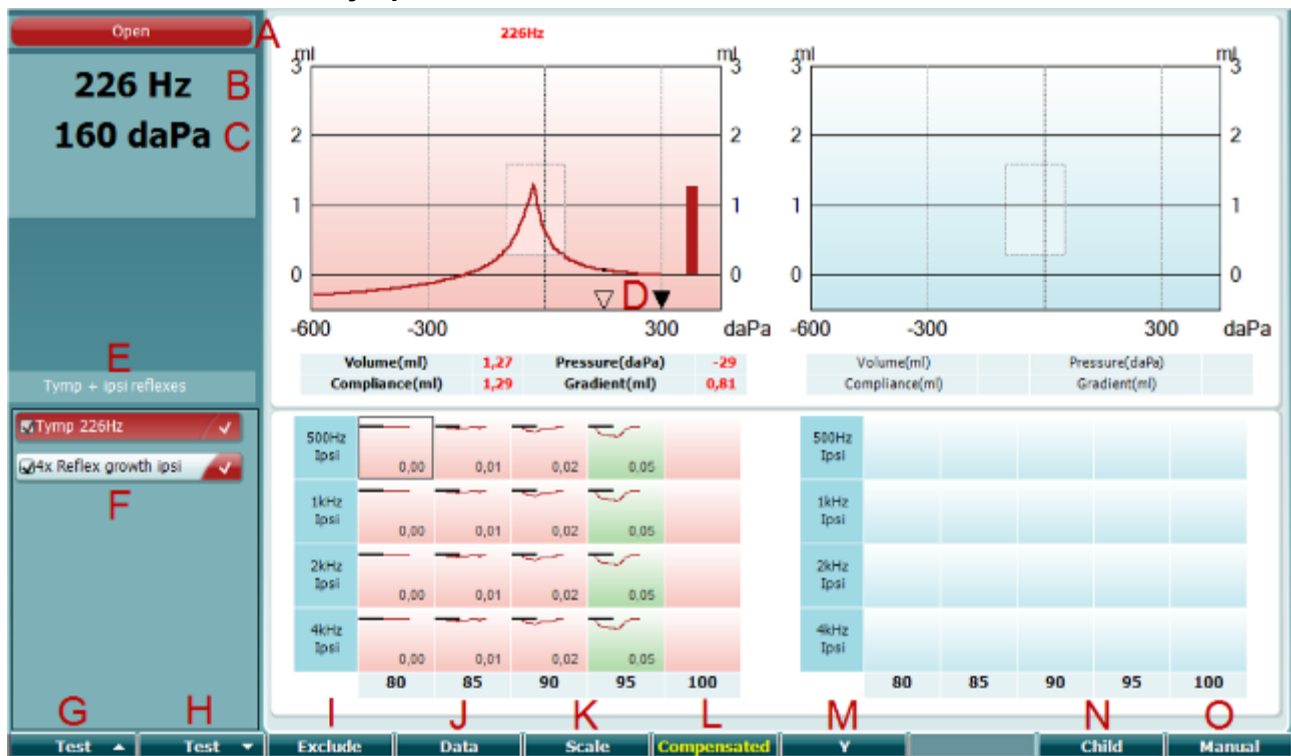 Open
A
226 Hz B
160 daPa C
E
Tymp + ipsi reflexes
Tymp 226Hz
4x Reflex growth ipsi
F
G H
226Hz
ml ml
3 3
2 2
1 1
0 0
D
-600 -300 300 daPa
Volume(ml) 1,27 Pressure(daPa) -29
Compliance(ml) 1,29 Gradient(ml) 0,81
ml ml
3 3
2 2
1 1
0 0
-600 -300 300 daPa
Volume(ml) Pressure(daPa)
Compliance(ml) Gradient(ml)
500Hz
Ipsi 0,00 0,01 0,02 0,05
1kHz
Ipsi 0,00 0,01 0,02 0,05
2kHz
Ipsi 0,00 0,01 0,02 0,05
4kHz
Ipsi 0,00 0,01 0,02 0,05
80 85 90 95 100
500Hz
Ipsi
1kHz
Ipsi
2kHz
Ipsi
4kHz
Ipsi
80 85 90 95 100
I J K L M N O
Test Test Exclude Data Scale Compensated Y Child Manual